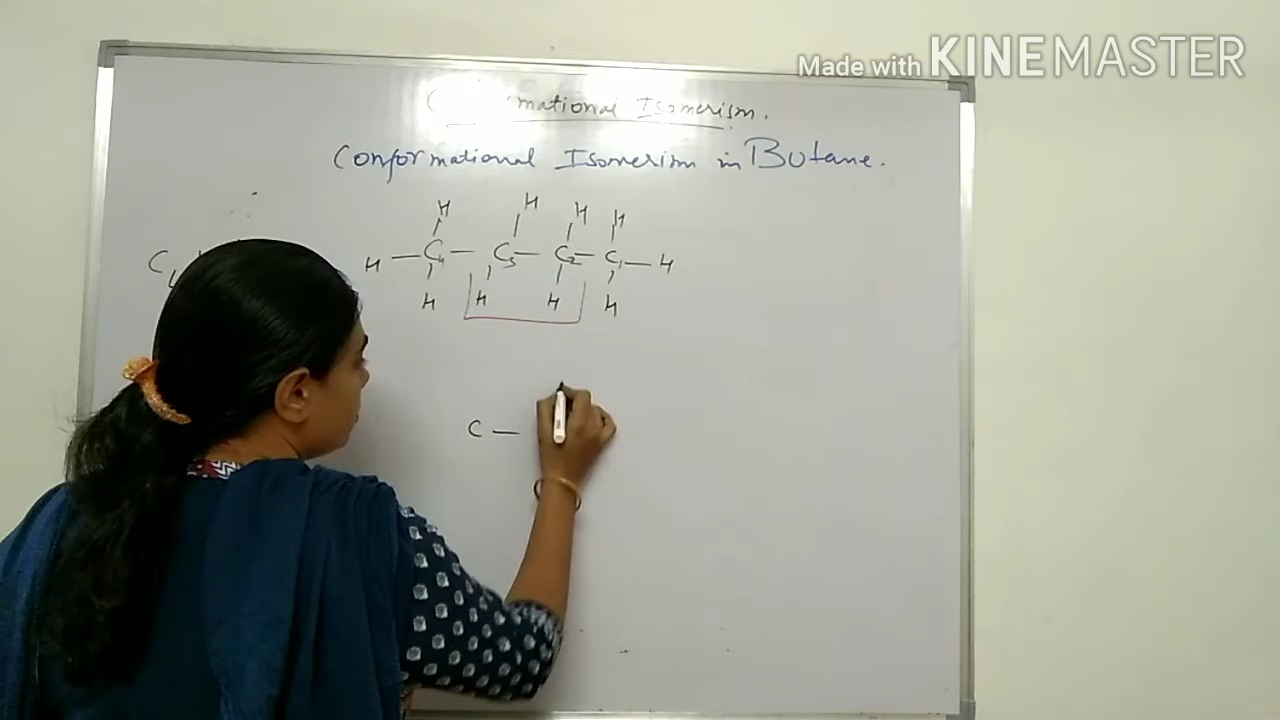 Made with KINEMASTER
mational Isomerism.
Conformational Isomerism in Butane.
H H H H
C H — C₄ — C₃ — C₂ — C₁ — H
H H H H
C —